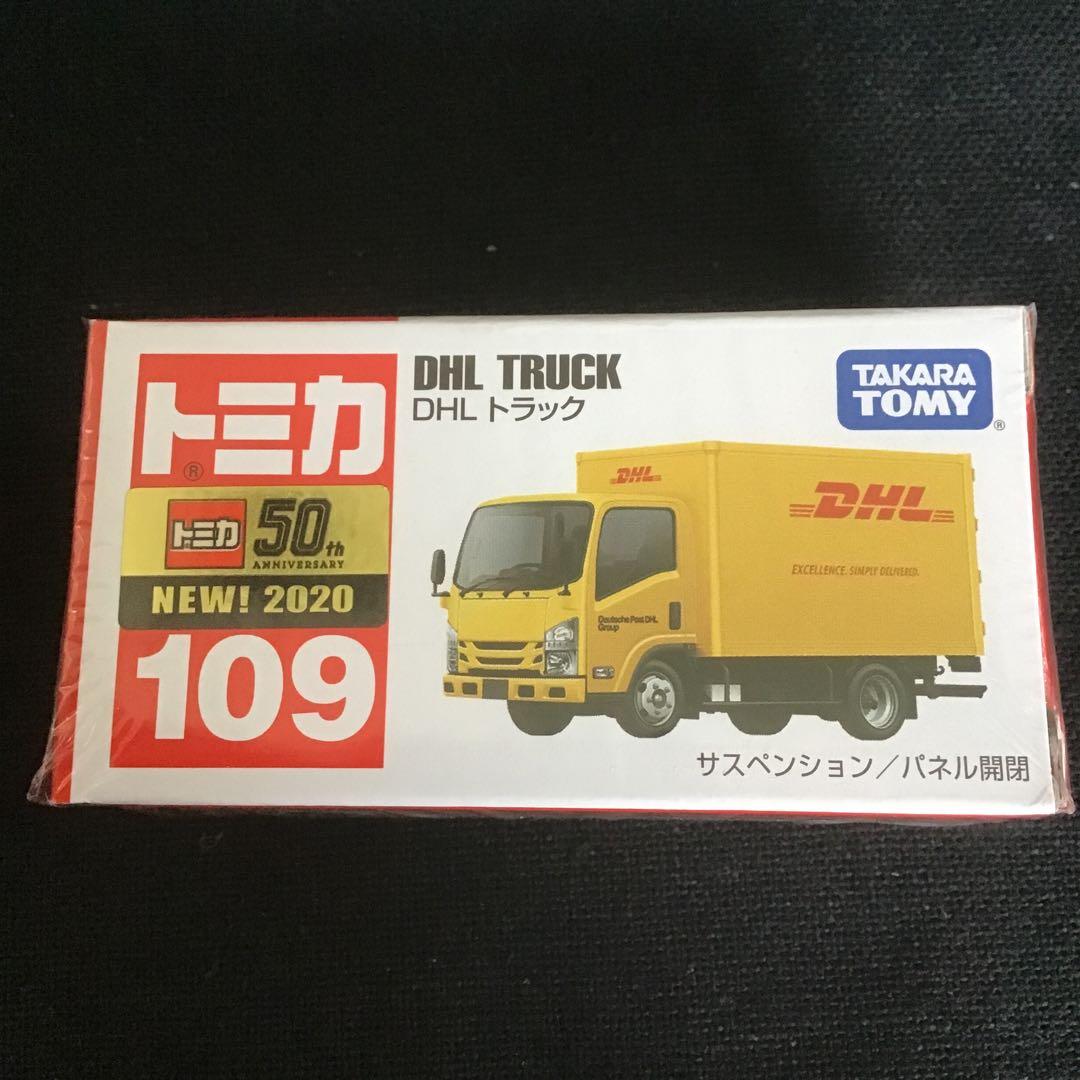 トミカ
®
トミカ 50th
ANNIVERSARY
NEW! 2020
109
DHL TRUCK
DHL トラック
TAKARA
TOMY
®
DHL
DHL
EXCELLENCE. SIMPLY DELIVERED.
Deutsche Post DHL
Group
サスペンション／パネル開閉